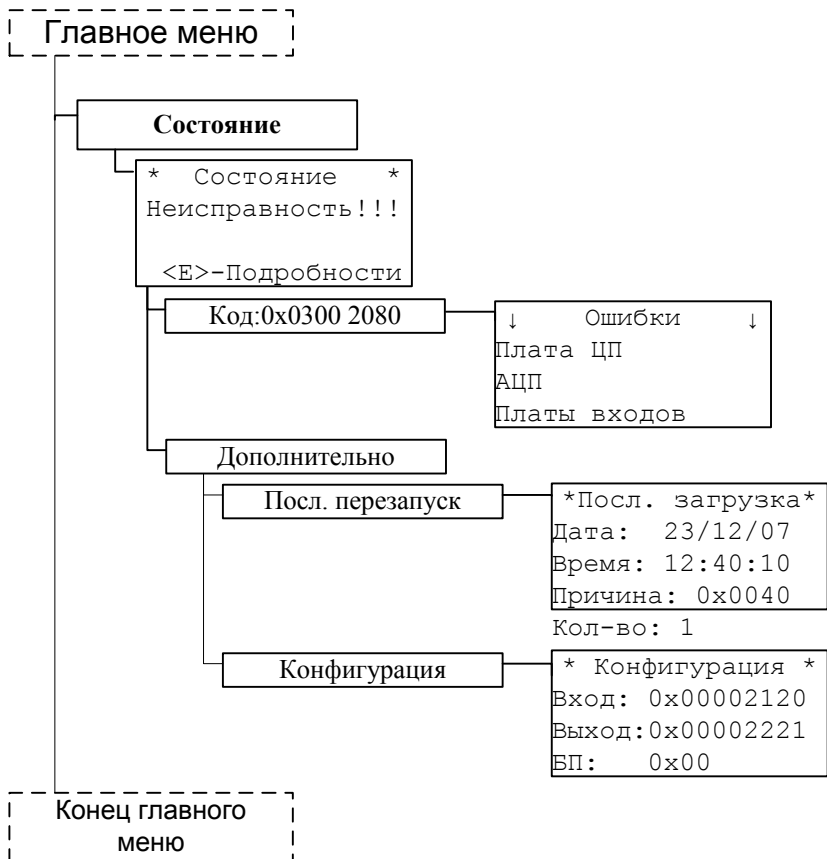 Главное меню
Состояние
*  Состояние  *
Неисправность!!!
<E>-Подробности
Код:0x0300 2080
↓   Ошибки   ↓
Плата ЦП
АЦП
Платы входов
Дополнительно
Посл. перезапуск
*Посл. загрузка*
Дата:  23/12/07
Время: 12:40:10
Причина: 0x0040
Кол-во: 1
Конфигурация
* Конфигурация *
Вход: 0x00002120
Выход:0x00002221
БП:   0x00
Конец главного
меню